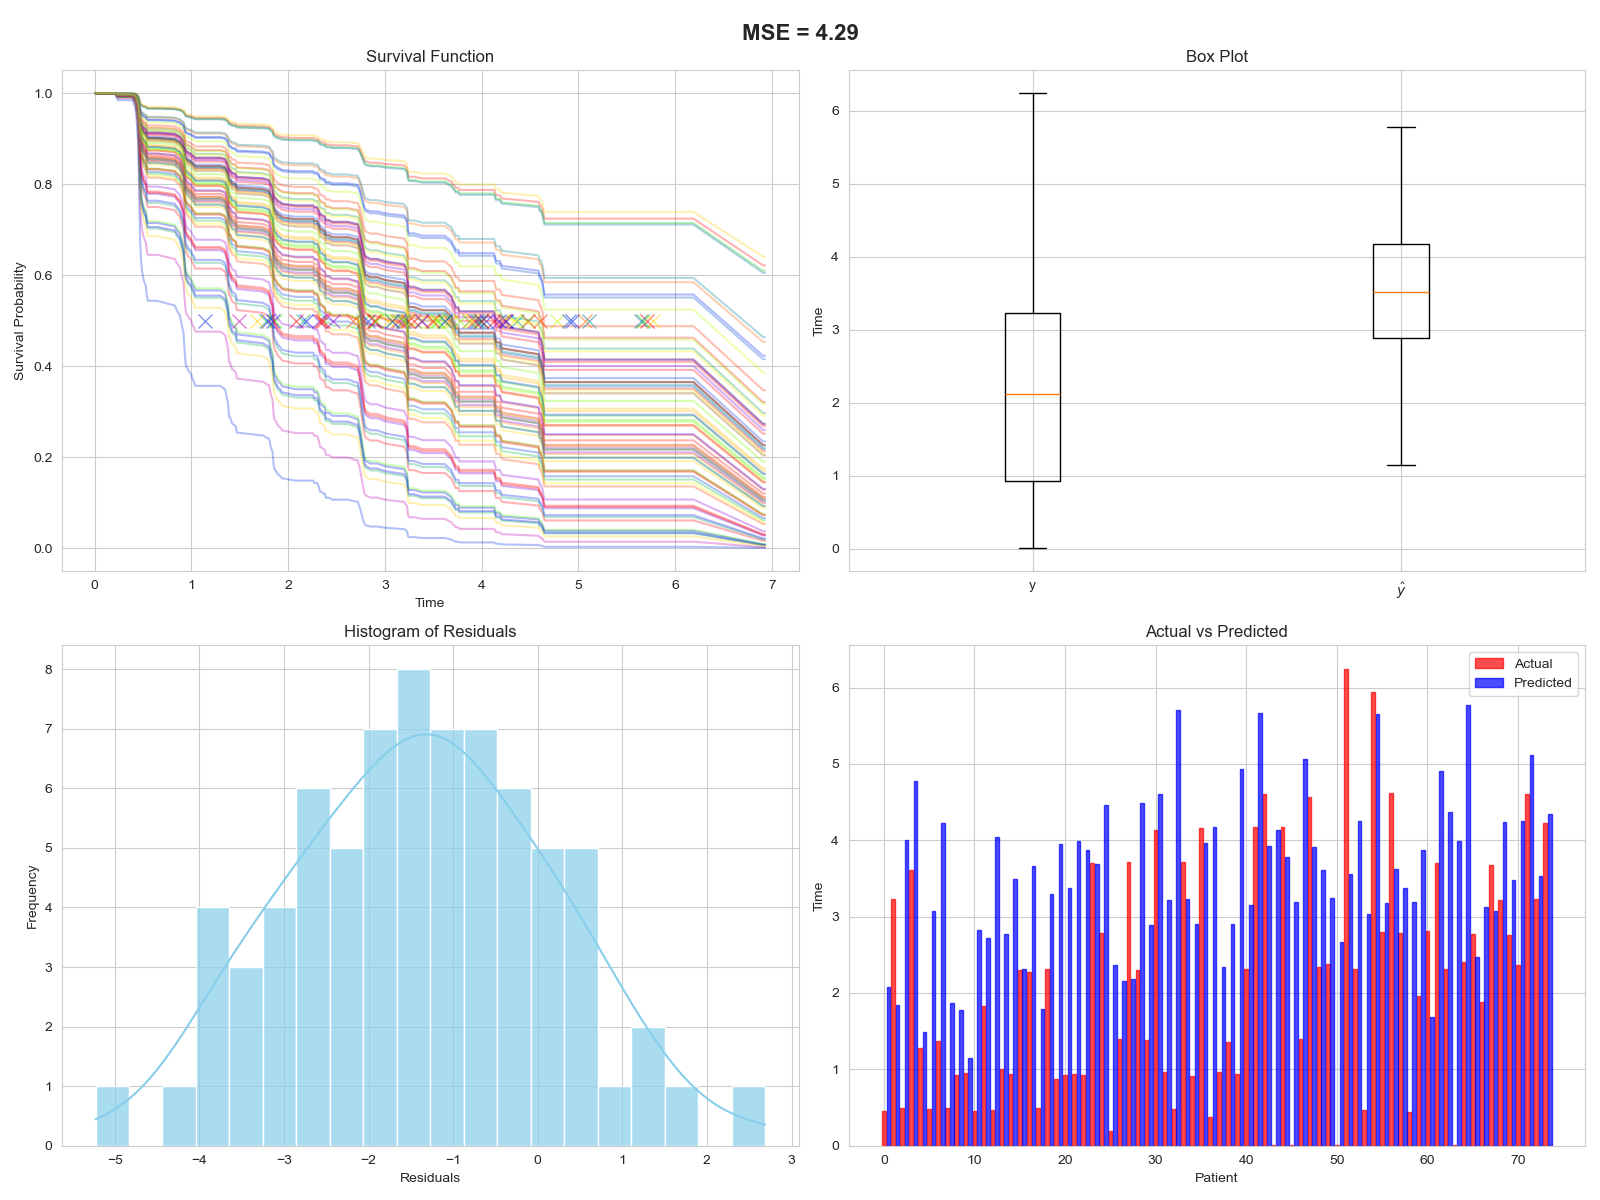 MSE = 4.29
Survival Function
Survival Probability
1.0
0.8
0.6
0.4
0.2
0.0
0 1 2 3 4 5 6 7
Time
Box Plot
Time
6
5
4
3
2
1
0
y ŷ
Histogram of Residuals
Frequency
8
7
6
5
4
3
2
1
0
−5 −4 −3 −2 −1 0 1 2 3
Residuals
Actual vs Predicted
Actual
Predicted
Time
6
5
4
3
2
1
0
0 10 20 30 40 50 60 70
Patient